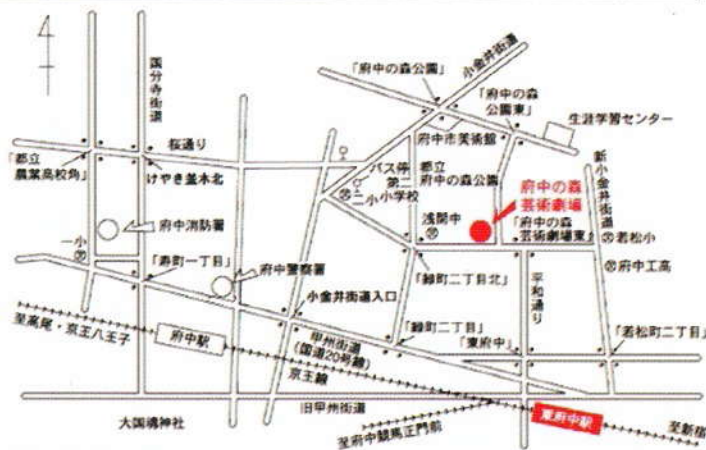 小金井街道
「府中の森公園」
「府中の森
公園東」
生涯学習センター
国分寺街道
桜通り
「都立
農業高校角」
けやき並木北
府中市美術館
バス停
第二
小学校
二小
都立
府中の森公園
府中の森
芸術劇場
新小金井街道
浅間中
「府中の森
芸術劇場東」
若松小
府中工高
府中消防署
一小
「寿町一丁目」
府中警察署
「緑町二丁目北」
平和通り
小金井街道入口
至高尾・京王八王子
府中駅
甲州街道
(国道20号線)
京王線
「緑町二丁目」
「東府中」
「若松町二丁目」
旧甲州街道
大国魂神社
至府中競馬正門前
東府中駅
至新宿